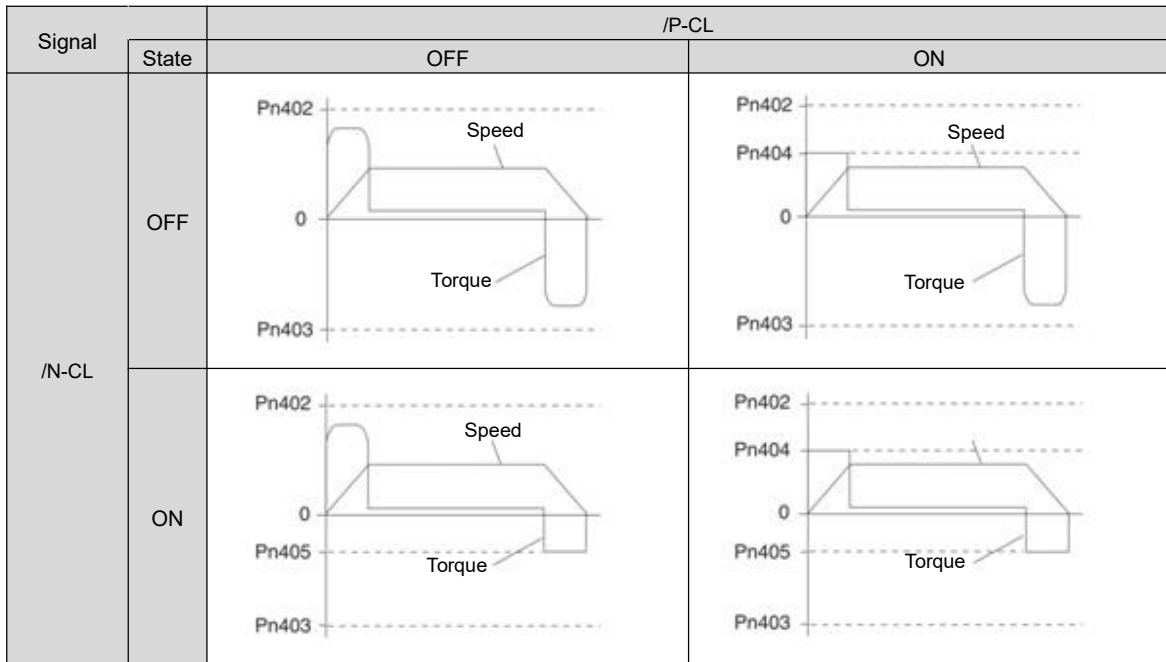 Signal
/P-CL
State
OFF
ON
/N-CL
OFF
Pn402
Speed
0
Torque
Pn403
Pn402
Speed
Pn404
0
Torque
Pn403
ON
Pn402
Speed
0
Pn405
Torque
Pn403
Pn402
Pn404
0
Pn405
Torque
Pn403